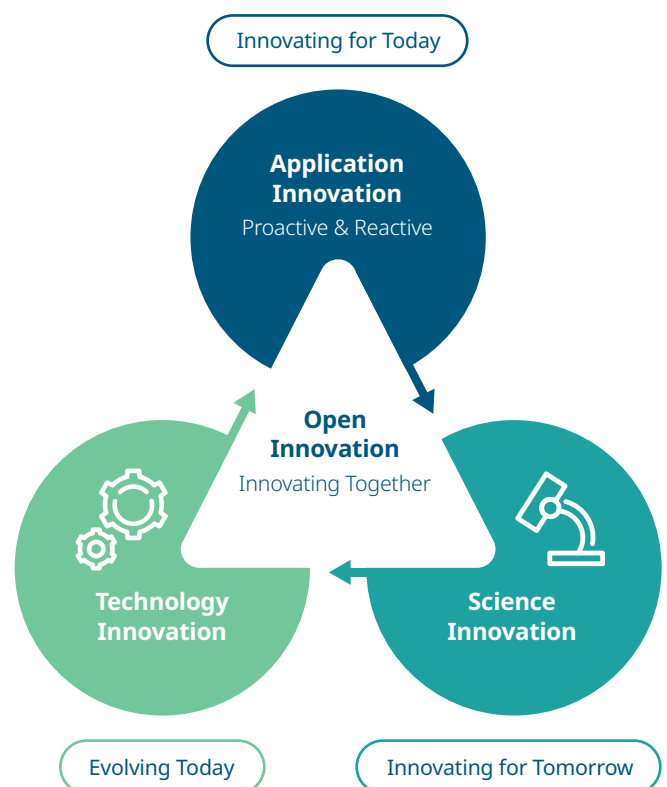 Innovating for Today
Application
Innovation
Proactive & Reactive
Open
Innovation
Innovating Together
Technology
Innovation
Science
Innovation
Evolving Today
Innovating for Tomorrow